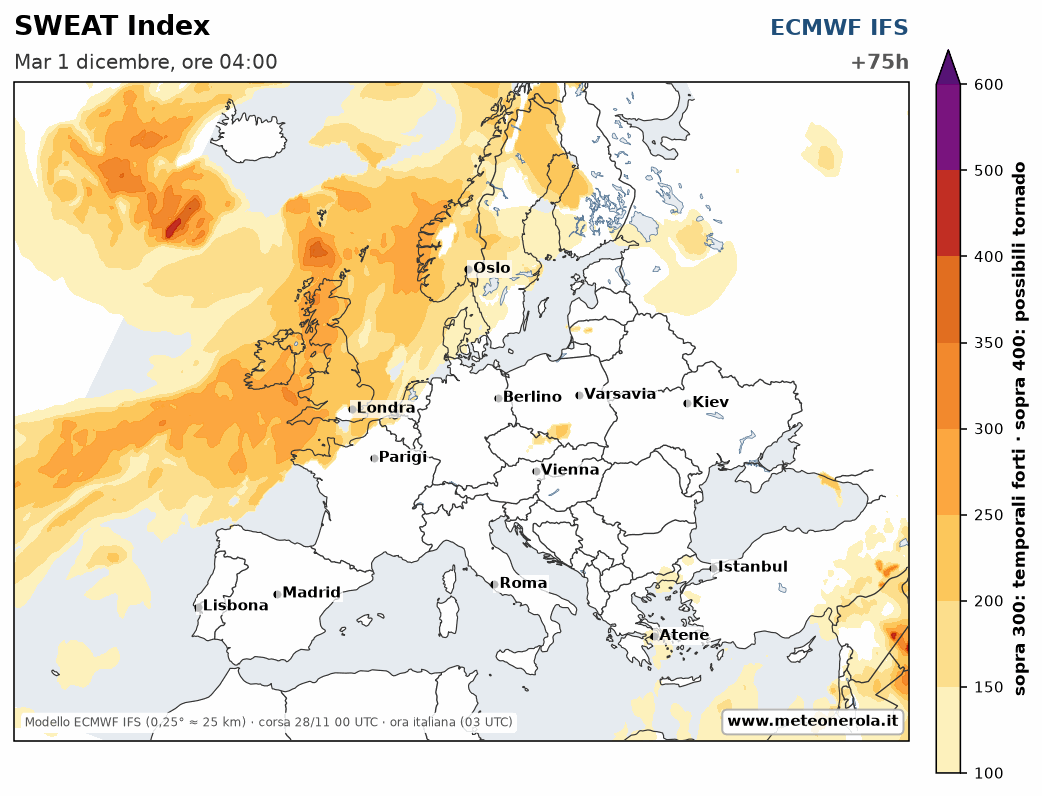 SWEAT Index
ECMWF IFS
Mar 1 dicembre, ore 04:00
+75h
600
500
400
350
300
250
200
150
100
sopra 300: temporali forti · sopra 400: possibili tornado
Oslo
Londra
Berlino
Varsavia
Kiev
Parigi
Vienna
Istanbul
Roma
Madrid
Lisbona
Atene
Modello ECMWF IFS (0,25° ≈ 25 km) · corsa 28/11 00 UTC · ora italiana (03 UTC)
www.meteonerola.it